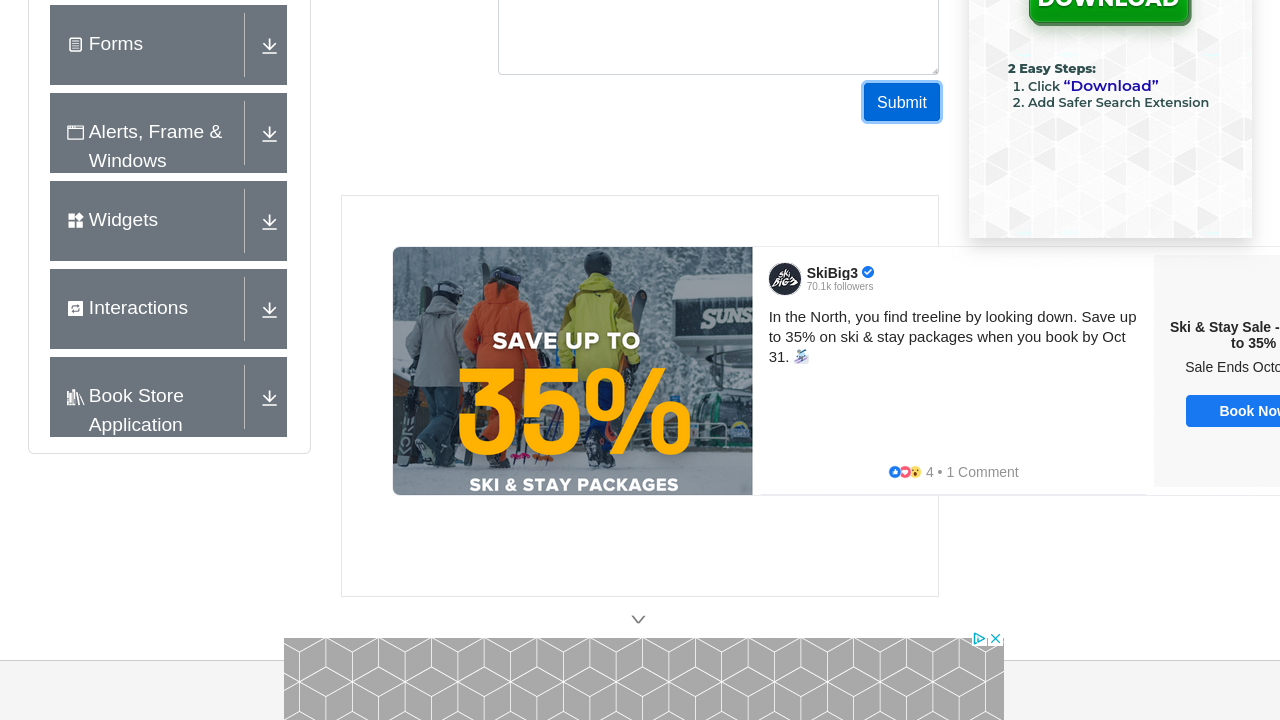 DOWNLOAD
Forms
Alerts, Frame &
Windows
Widgets
Interactions
Book Store
Application
Submit
2 Easy Steps:
1. Click “Download”
2. Add Safer Search Extension
SAVE UP TO
35%
SKI & STAY PACKAGES
SUNS
SKI
BIG3
SkiBig3
70.1k followers
In the North, you find treeline by looking down. Save up
to 35% on ski & stay packages when you book by Oct
31.
4 • 1 Comment
Ski & Stay Sale -
to 35%
Sale Ends Octo
Book Nov